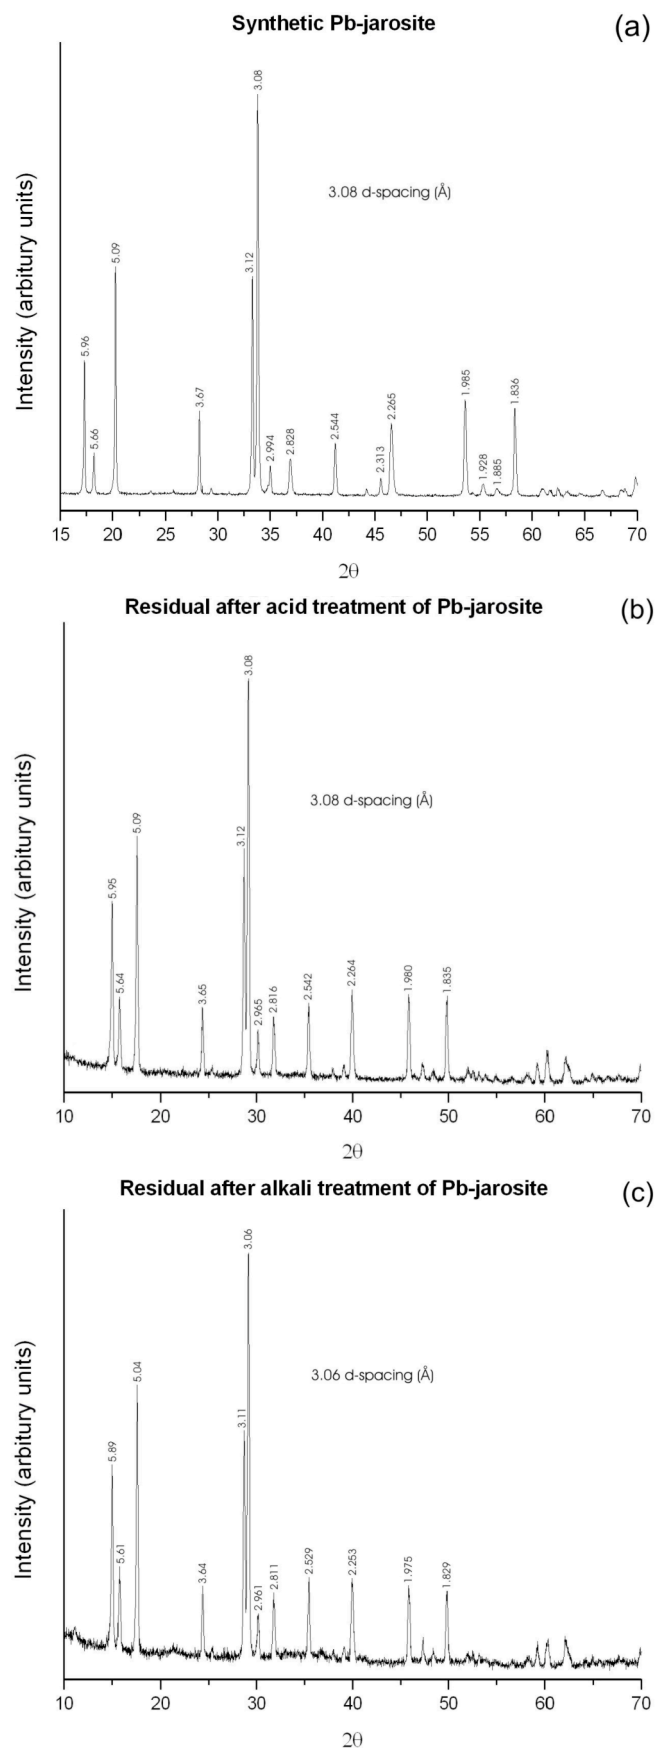 Synthetic Pb-jarosite (a)
Intensity (arbitury units)
3.08 d-spacing (Å)
5.96
5.66
5.09
3.67
3.12
3.08
2.994
2.828
2.544
2.313
2.265
1.985
1.928
1.885
1.836
15 20 25 30 35 40 45 50 55 60 65 70
2θ
Residual after acid treatment of Pb-jarosite (b)
Intensity (arbitury units)
3.08 d-spacing (Å)
5.95
5.64
5.09
3.65
3.12
3.08
2.965
2.816
2.542
2.264
1.980
1.835
10 20 30 40 50 60 70
2θ
Residual after alkali treatment of Pb-jarosite (c)
Intensity (arbitury units)
3.06 d-spacing (Å)
5.89
5.61
5.04
3.64
3.11
3.06
2.961
2.811
2.529
2.253
1.975
1.829
10 20 30 40 50 60 70
2θ